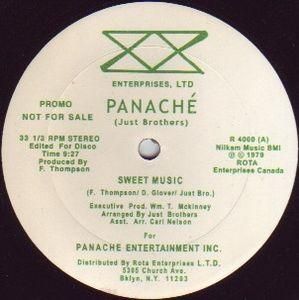 ENTERPRISES, LTD
PROMO
NOT FOR SALE
PANACHÉ
(Just Brothers)
33 1/3 RPM STEREO
Edited For Disco
Time 9:27
Produced By
F. Thompson
R 4000 (A)
Nilkam Music BMI
Ⓟ © 1979
ROTA
Enterprises Canada
SWEET MUSIC
(F. Thompson/ D. Glover/ Just Bro.)
Executive Prod. Wm. T. Mckinney
Arranged By Just Brothers
Asst. Arr. Carl Nelson
For
PANACHE ENTERTAINMENT INC.
Distributed By Rota Enterprises L.T.D.
5305 Church Ave.
Bklyn, N.Y. 11203